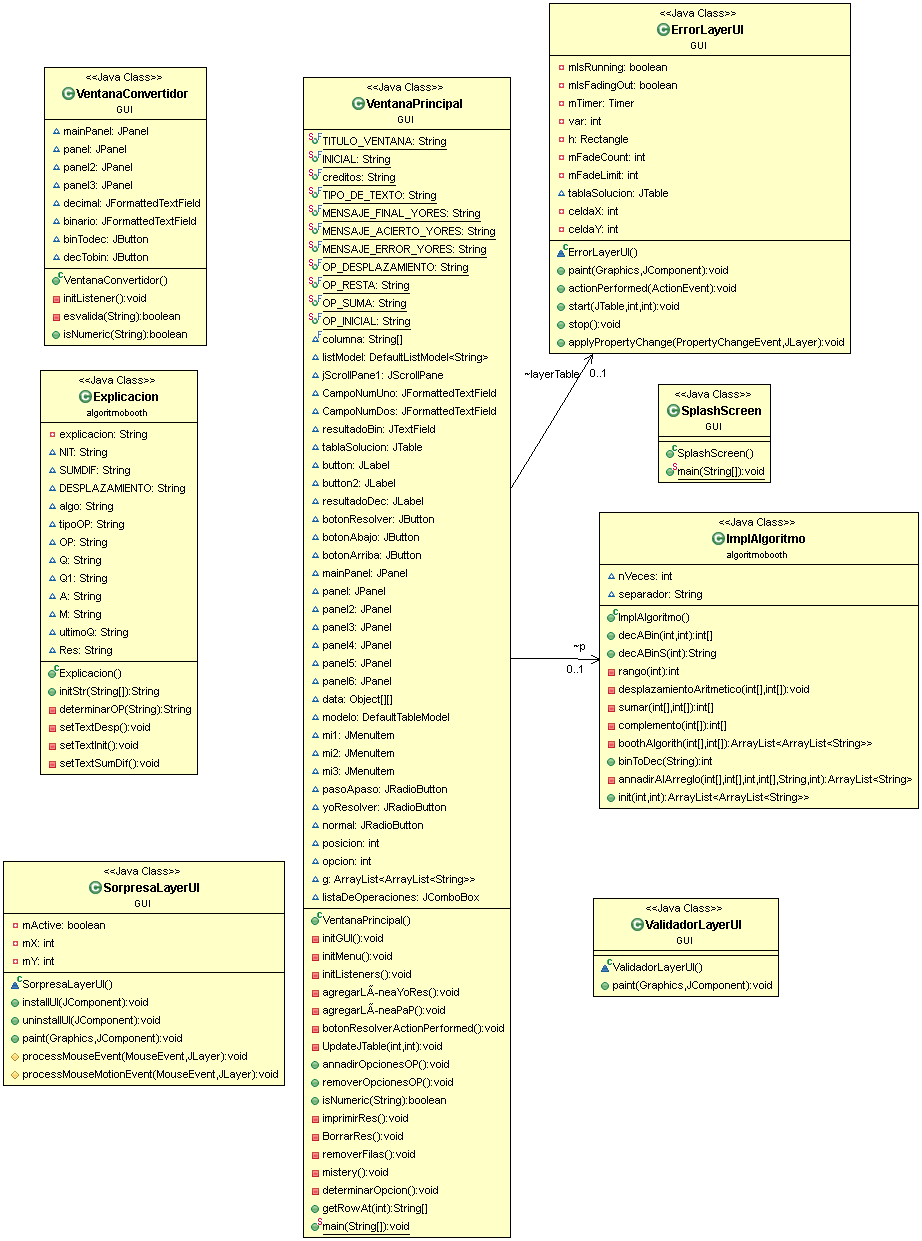 <<Java Class>>
VentanaConvertidor
GUI
mainPanel: JPanel
panel: JPanel
panel2: JPanel
panel3: JPanel
decimal: JFormattedTextField
binario: JFormattedTextField
binTodec: JButton
decTobin: JButton
VentanaConvertidor()
initListener():void
esvalida(String):boolean
isNumeric(String):boolean
<<Java Class>>
Explicacion
algoritmobooth
explicacion: String
NIT: String
SUMDIF: String
DESPLAZAMIENTO: String
algo: String
tipoOP: String
OP: String
Q: String
Q1: String
A: String
M: String
ultimoQ: String
Res: String
Explicacion()
initStr(String[]):String
determinarOP(String):String
setTextDesp():void
setTextInit():void
setTextSumDif():void
<<Java Class>>
SorpresaLayerUI
GUI
mActive: boolean
mX: int
mY: int
SorpresaLayerUI()
installUI(JComponent):void
uninstallUI(JComponent):void
paint(Graphics,JComponent):void
processMouseEvent(MouseEvent,JLayer):void
processMouseMotionEvent(MouseEvent,JLayer):void
<<Java Class>>
VentanaPrincipal
GUI
TITULO_VENTANA: String
INICIAL: String
creditos: String
TIPO_DE_TEXTO: String
MENSAJE_FINAL_YORES: String
MENSAJE_ACIERTO_YORES: String
MENSAJE_ERROR_YORES: String
OP_DESPLAZAMIENTO: String
OP_RESTA: String
OP_SUMA: String
OP_INICIAL: String
columna: String[]
listModel: DefaultListModel<String>
jScrollPane1: JScrollPane
CampoNumUno: JFormattedTextField
CampoNumDos: JFormattedTextField
resultadoBin: JTextField
tablaSolucion: JTable
button: JLabel
button2: JLabel
resultadoDec: JLabel
botonResolver: JButton
botonAbajo: JButton
botonArriba: JButton
mainPanel: JPanel
panel: JPanel
panel2: JPanel
panel3: JPanel
panel4: JPanel
panel5: JPanel
panel6: JPanel
data: Object[][]
modelo: DefaultTableModel
mi1: JMenuItem
mi2: JMenuItem
mi3: JMenuItem
pasoApaso: JRadioButton
yoResolver: JRadioButton
normal: JRadioButton
posicion: int
opcion: int
g: ArrayList<ArrayList<String>>
listaDeOperaciones: JComboBox
VentanaPrincipal()
initGUI():void
initMenu():void
initListeners():void
agregarLÃ-neaYoRes():void
agregarLÃ-neaPaP():void
botonResolverActionPerformed():void
UpdateJTable(int,int):void
annadirOpcionesOP():void
removerOpcionesOP():void
isNumeric(String):boolean
imprimirRes():void
BorrarRes():void
removerFilas():void
mistery():void
determinarOpcion():void
getRowAt(int):String[]
main(String[]):void
<<Java Class>>
ErrorLayerUI
GUI
mIsRunning: boolean
mIsFadingOut: boolean
mTimer: Timer
var: int
h: Rectangle
mFadeCount: int
mFadeLimit: int
tablaSolucion: JTable
celdaX: int
celdaY: int
ErrorLayerUI()
paint(Graphics,JComponent):void
actionPerformed(ActionEvent):void
start(JTable,int,int):void
stop():void
applyPropertyChange(PropertyChangeEvent,JLayer):void
~layerTable
0..1
<<Java Class>>
SplashScreen
GUI
SplashScreen()
main(String[]):void
<<Java Class>>
ImplAlgoritmo
algoritmobooth
nVeces: int
separador: String
ImplAlgoritmo()
decABin(int,int):int[]
decABinS(int):String
rango(int):int
desplazamientoAritmetico(int[],int[]):void
sumar(int[],int[]):int[]
complemento(int[]):int[]
boothAlgorith(int[],int[]):ArrayList<ArrayList<String>>
binToDec(String):int
annadirAlArreglo(int[],int[],int,int[],String,int):ArrayList<String>
init(int,int):ArrayList<ArrayList<String>>
~p
0..1
<<Java Class>>
ValidadorLayerUI
GUI
ValidadorLayerUI()
paint(Graphics,JComponent):void